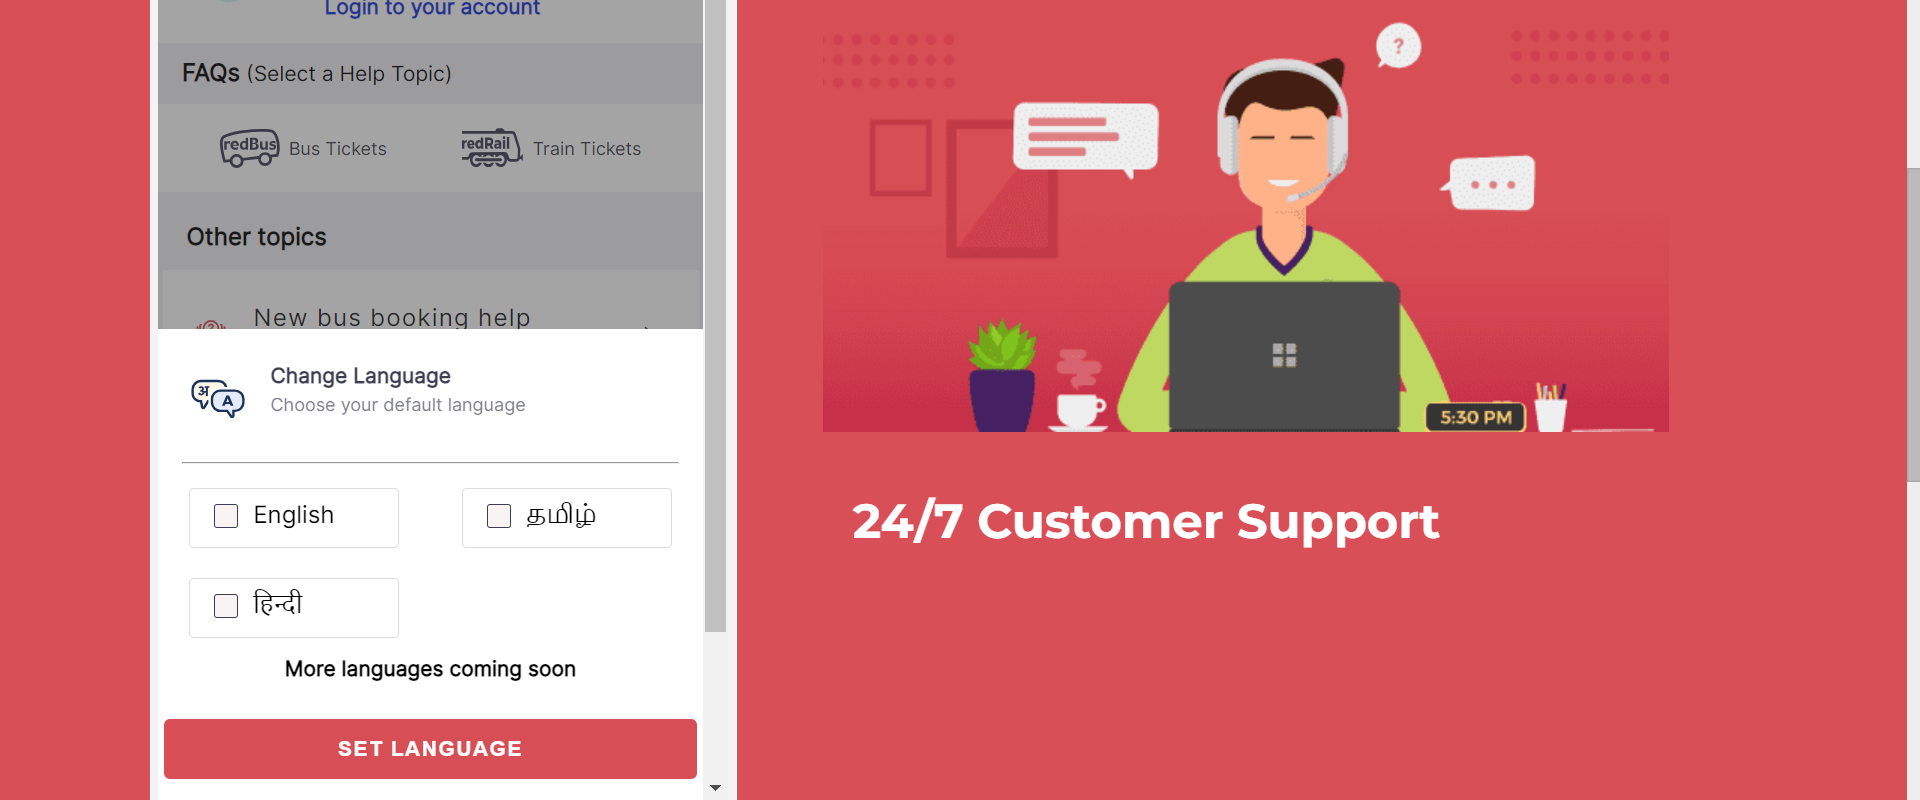 Login to your account
FAQs (Select a Help Topic)
redBus Bus Tickets
redRail Train Tickets
Other topics
New bus booking help
अ A
Change Language
Choose your default language
English
தமிழ்
हिन्दी
More languages coming soon
SET LANGUAGE
?
5:30 PM
24/7 Customer Support